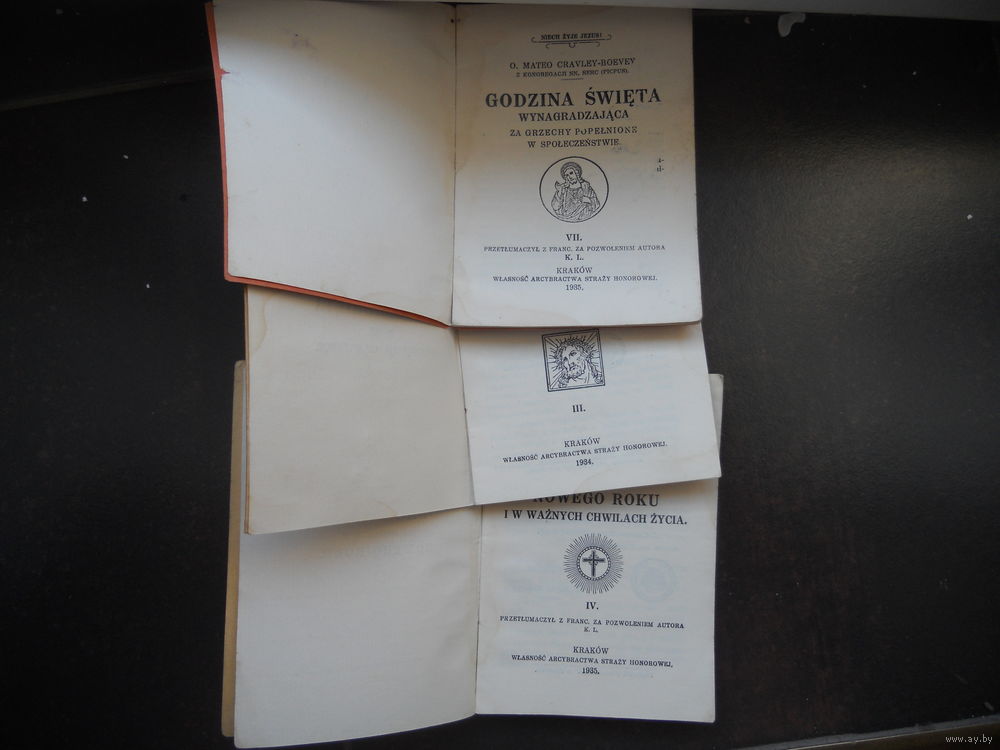 NIECH ŻYJE JEZUS!
O. MATEO CRAVLEY-BOEVEY
Z KONGREGACJI NN. SERC (PICPUS).
GODZINA ŚWIĘTA
WYNAGRADZAJĄCA
ZA GRZECHY POPEŁNIONE
W SPOŁECZEŃSTWIE
VII.
PRZETŁUMACZYŁ Z FRANC. ZA POZWOLENIEM AUTORA
K. L.
KRAKÓW
WŁASNOŚĆ ARCYBRACTWA STRAŻY HONOROWEJ.
1935.
III.
KRAKÓW
WŁASNOŚĆ ARCYBRACTWA STRAŻY HONOROWEJ.
1934.
NOWEGO ROKU
I W WAŻNYCH CHWILACH ŻYCIA.
IV.
PRZETŁUMACZYŁ Z FRANC. ZA POZWOLENIEM AUTORA
K. L.
KRAKÓW
WŁASNOŚĆ ARCYBRACTWA STRAŻY HONOROWEJ,
1935.
www.ay.by